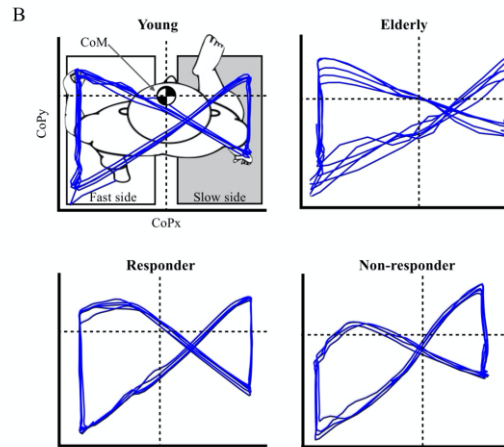 B
Young
Elderly
CoM
CoPy
Fast side
Slow side
CoPx
Responder
Non-responder